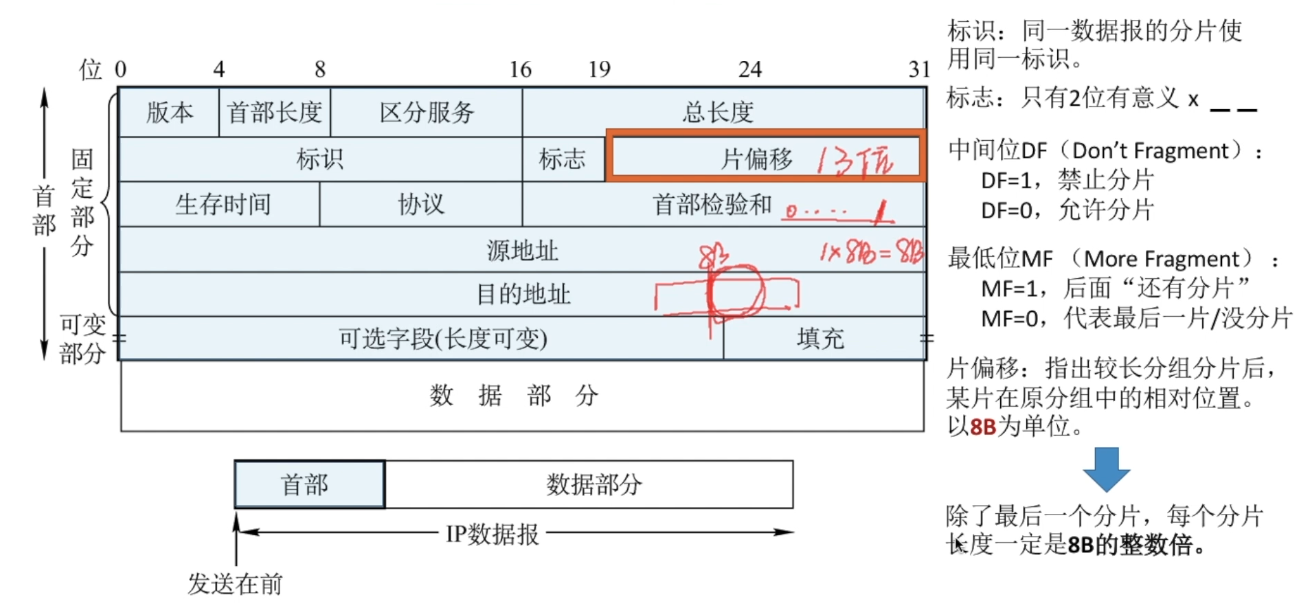 位 0 4 8 16 19 24 31
版本 首部长度 区分服务 总长度
标识 标志 片偏移 13位
生存时间 协议 首部检验和 0····1
源地址 1×8B=8B
8B
目的地址
可选字段(长度可变) 填充
数 据 部 分
首部
固定部分
可变部分
首部 数据部分
IP数据报
发送在前
标识：同一数据报的分片使
用同一标识。
标志：只有2位有意义 x _ _
中间位DF（Don't Fragment）：
DF=1，禁止分片
DF=0，允许分片
最低位MF （More Fragment）：
MF=1，后面“还有分片”
MF=0，代表最后一片/没分片
片偏移：指出较长分组分片后，
某片在原分组中的相对位置。
以8B为单位。
除了最后一个分片，每个分片
长度一定是8B的整数倍。